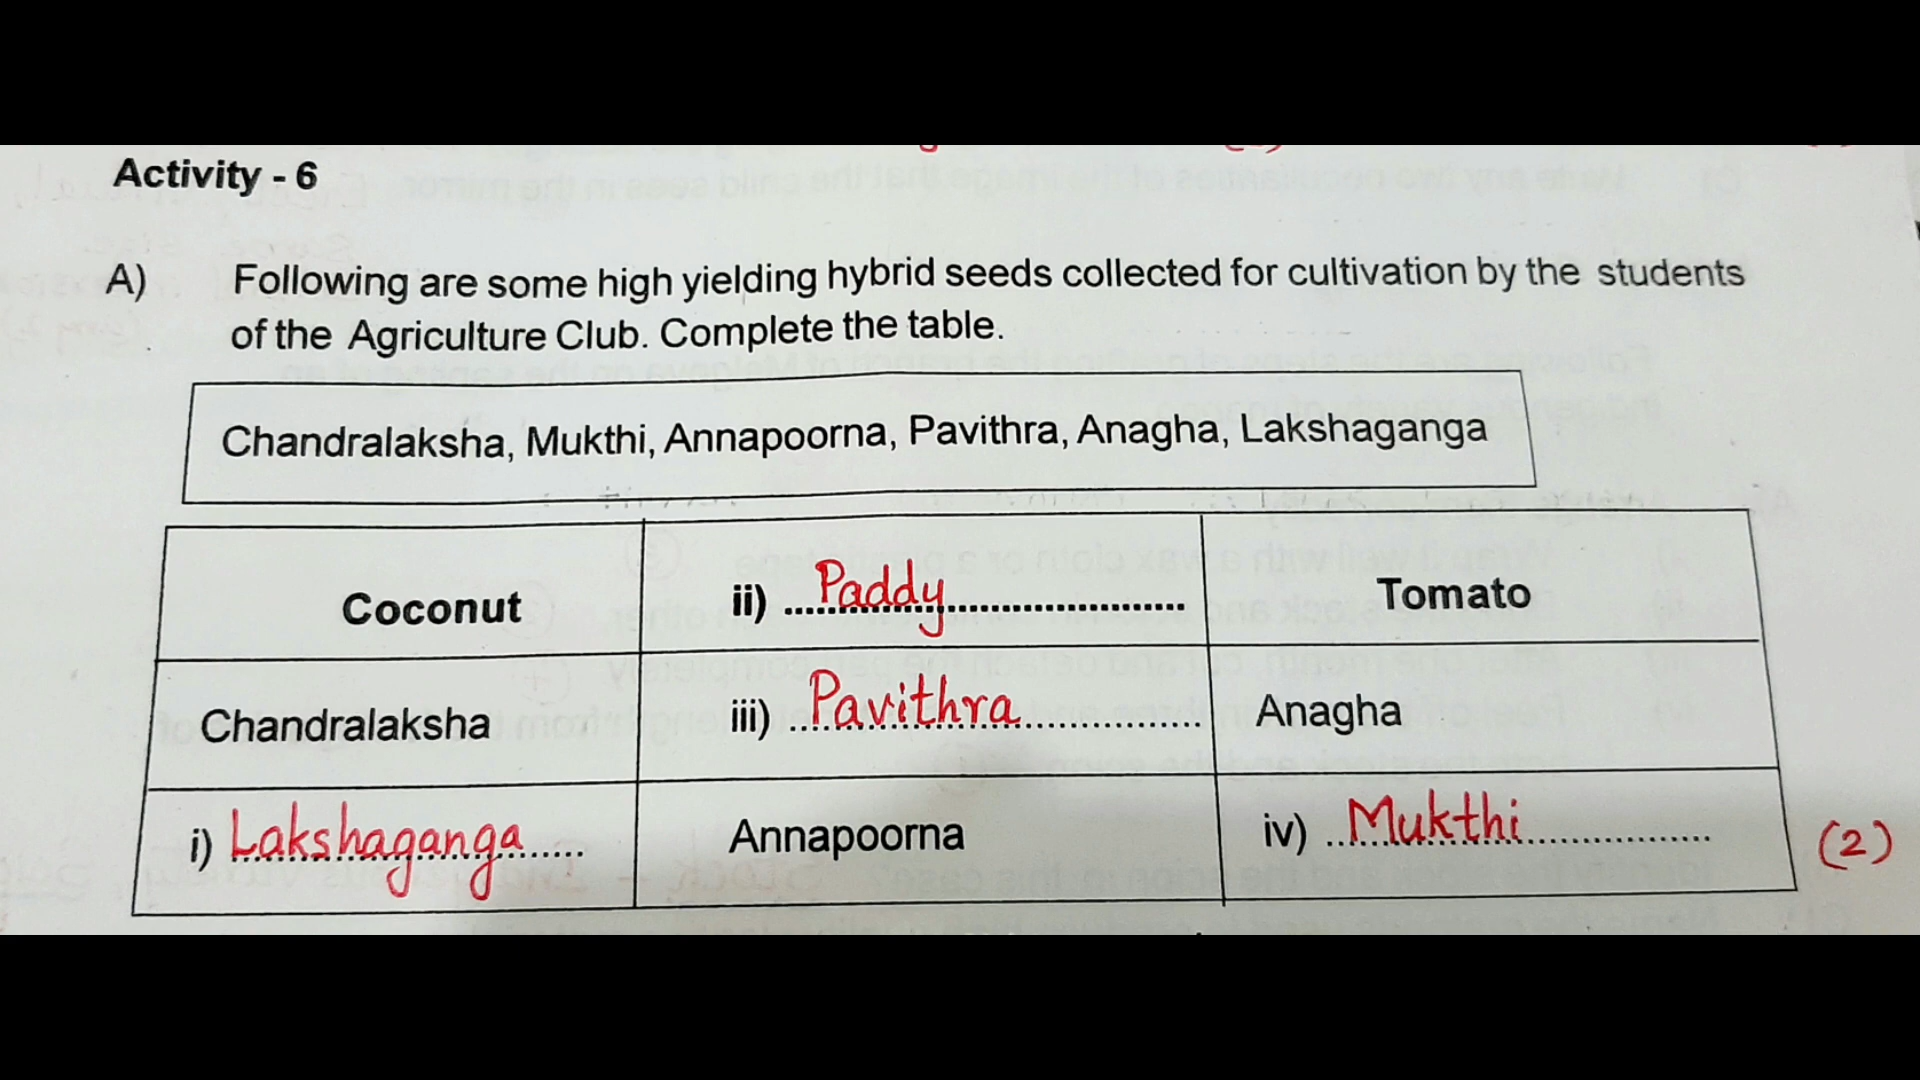 Activity - 6
A) Following are some high yielding hybrid seeds collected for cultivation by the students
of the Agriculture Club. Complete the table.
Chandralaksha, Mukthi, Annapoorna, Pavithra, Anagha, Lakshaganga
Coconut ii) Paddy Tomato
Chandralaksha iii) Pavithra Anagha
i) Lakshaganga Annapoorna iv) Mukthi (2)